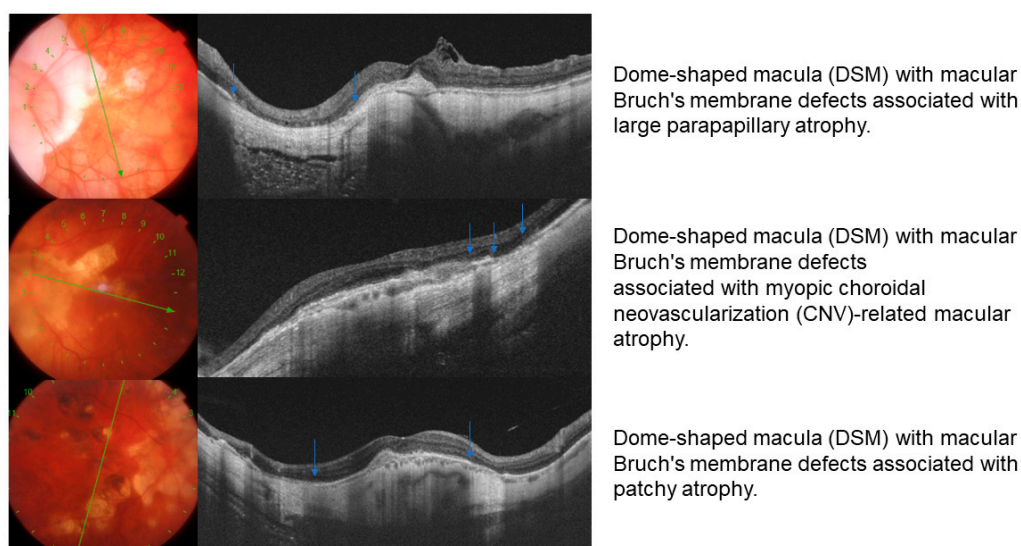 Dome-shaped macula (DSM) with macular
Bruch's membrane defects associated with
large parapapillary atrophy.
Dome-shaped macula (DSM) with macular
Bruch's membrane defects
associated with myopic choroidal
neovascularization (CNV)-related macular
atrophy.
Dome-shaped macula (DSM) with macular
Bruch's membrane defects associated with
patchy atrophy.